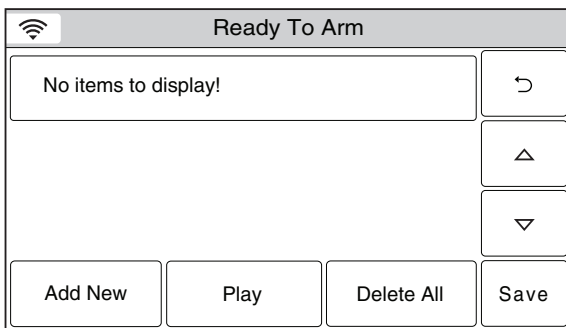 Ready To Arm
No items to display!
Add New
Play
Delete All
Save